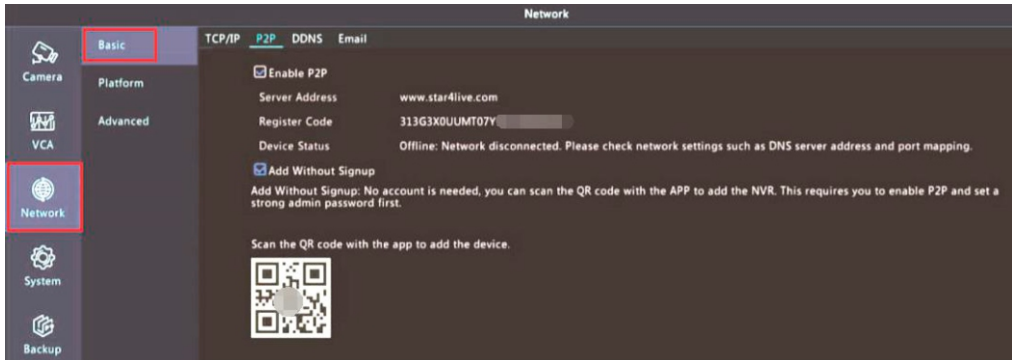 Network
Camera
VCA
Network
System
Backup
Basic
Platform
Advanced
TCP/IP P2P DDNS Email
Enable P2P
Server Address www.star4live.com
Register Code 313G3X0UUMT07Y
Device Status Offline: Network disconnected. Please check network settings such as DNS server address and port mapping.
Add Without Signup
Add Without Signup: No account is needed, you can scan the QR code with the APP to add the NVR. This requires you to enable P2P and set a
strong admin password first.
Scan the QR code with the app to add the device.